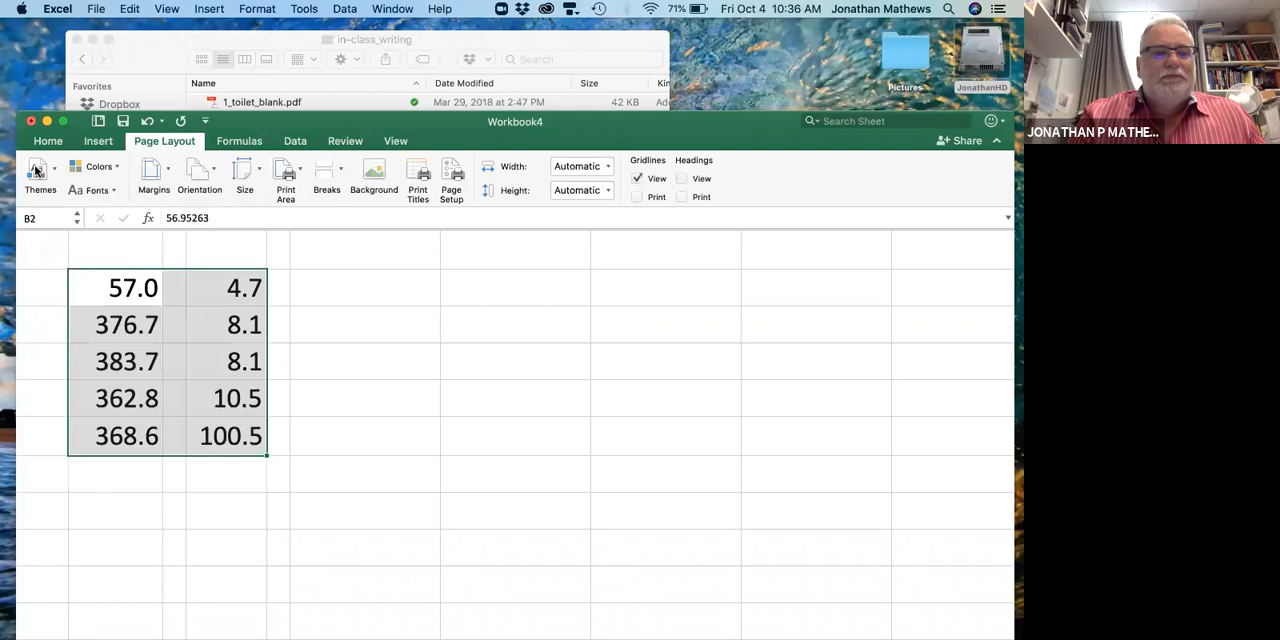 Excel File Edit View Insert Format Tools Data Window Help 71% Fri Oct 4 10:36 AM Jonathan Mathews
in-class_writing
Search
Favorites Name Date Modified Size
Dropbox 1_toilet_blank.pdf Mar 29, 2018 at 2:47 PM 42 KB
Pictures JonathanHD
JONATHAN P MATHE...
Workbook4 Search Sheet
Home Insert Page Layout Formulas Data Review View Share
Themes Colors Aa Fonts Margins Orientation Size Print Area Breaks Background Print Titles Page Setup
Width: Automatic
Height: Automatic
Gridlines Headings
View View
Print Print
B2 fx 56.95263
57.0 4.7
376.7 8.1
383.7 8.1
362.8 10.5
368.6 100.5